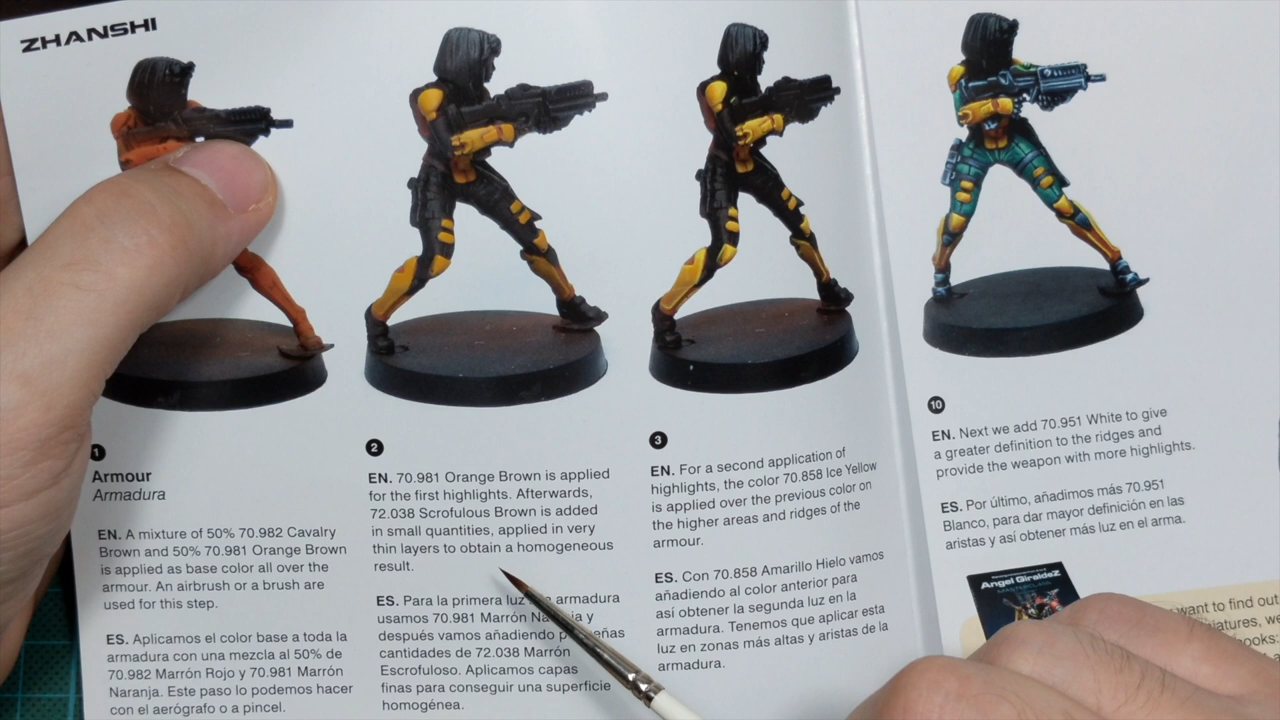 ZHANSHI
1
Armour
Armadura
EN. A mixture of 50% 70.982 Cavalry
Brown and 50% 70.981 Orange Brown
is applied as base color all over the
armour. An airbrush or a brush are
used for this step.
ES. Aplicamos el color base a toda la
armadura con una mezcla al 50% de
70.982 Marrón Rojo y 70.981 Marrón
Naranja. Este paso lo podemos hacer
con el aerógrafo o a pincel.
2
EN. 70.981 Orange Brown is applied
for the first highlights. Afterwards,
72.038 Scrofulous Brown is added
in small quantities, applied in very
thin layers to obtain a homogeneous
result.
ES. Para la primera luz armadura
usamos 70.981 Marrón y
después vamos añadiendo
cantidades de 72.038 Marrón
Escrofuloso. Aplicamos capas
finas para conseguir una superficie
homogénea.
3
EN. For a second application of
highlights, the color 70.858 Ice Yellow
is applied over the previous color on
the higher areas and ridges of the
armour.
ES. Con 70.858 Amarillo Hielo vamos
añadiendo al color anterior para
así obtener la segunda luz en la
armadura. Tenemos que aplicar esta
luz en zonas más altas y aristas de la
armadura.
10
EN. Next we add 70.951 White to give
a greater definition to the ridges and
provide the weapon with more highlights.
ES. Por último, añadimos más 70.951
Blanco, para dar mayor definición en las
aristas y así obtener más luz en el arma.
Angel Giraldez
MASTERCLASS
want to find out
we